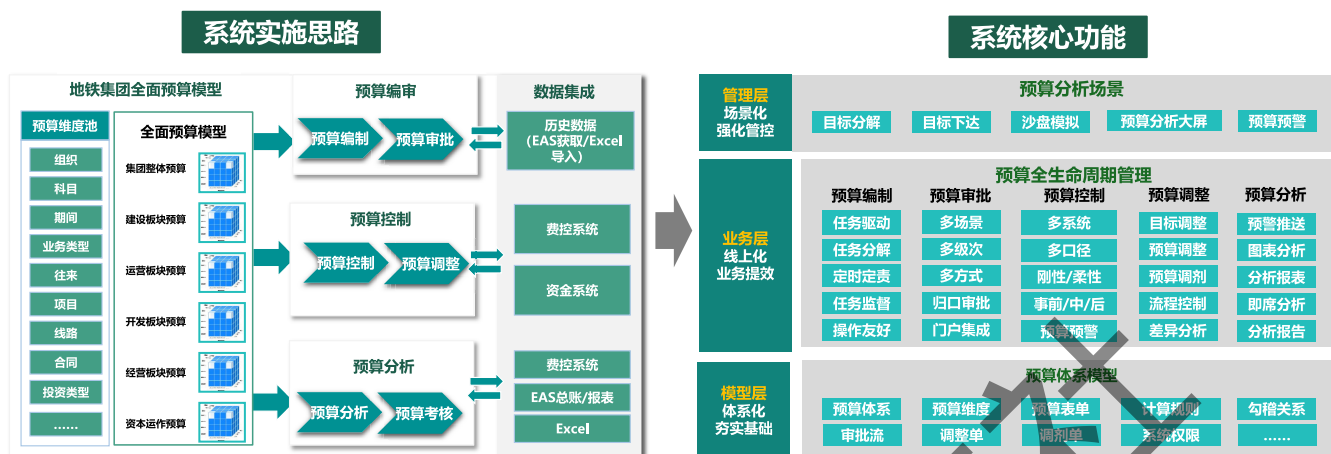 系统实施思路
地铁集团全面预算模型
预算维度池
组织
科目
期间
业务类型
往来
项目
线路
合同
投资类型
......
全面预算模型
集团整体预算
建设板块预算
运营板块预算
开发板块预算
经营板块预算
资本运作预算
预算编审
预算编制 预算审批
预算控制
预算控制 预算调整
预算分析
预算分析 预算考核
数据集成
历史数据
（EAS获取/Excel
导入）
费控系统
资金系统
费控系统
EAS总账/报表
Excel
系统核心功能
管理层
场景化
强化管控
预算分析场景
目标分解 目标下达 沙盘模拟 预算分析大屏 预算预警
业务层
线上化
业务提效
预算全生命周期管理
预算编制 预算审批 预算控制 预算调整 预算分析
任务驱动 多场景 多系统 目标调整 预警推送
任务分解 多级次 多口径 预算调整 图表分析
定时定责 多方式 刚性/柔性 预算调剂 分析报表
任务监督 归口审批 事前/中/后 流程控制 即席分析
操作友好 门户集成 预算预警 差异分析 分析报告
模型层
体系化
夯实基础
预算体系模型
预算体系 预算维度 预算表单 计算规则 勾稽关系
审批流 调整单 调剂单 系统权限 ......